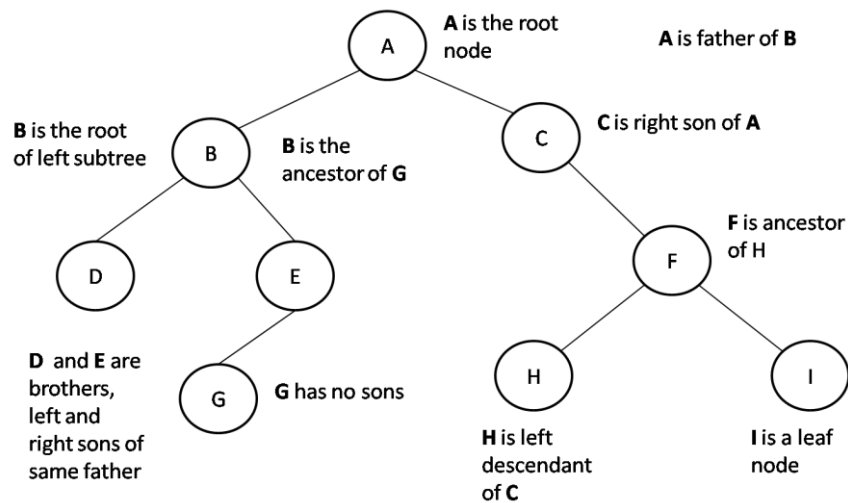 A
A is the root
node
A is father of B
B is the root
of left subtree
B
B is the
ancestor of G
C
C is right son of A
D
E
F
F is ancestor
of H
D and E are
brothers,
left and
right sons of
same father
G
G has no sons
H
I
H is left
descendant
of C
I is a leaf
node